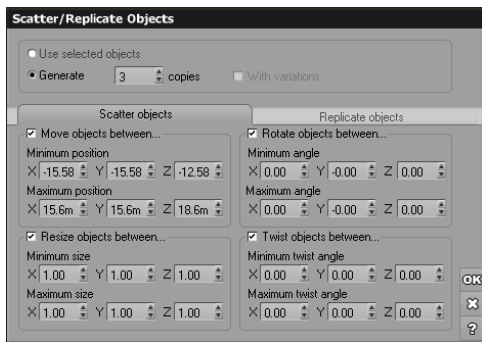 Scatter/Replicate Objects
Use selected objects
Generate 3 copies With variations
Scatter objects Replicate objects
Move objects between...
Minimum position
X -15.58 Y -15.58 Z -12.58
Maximum position
X 15.6m Y 15.6m Z 18.6m
Rotate objects between...
Minimum angle
X 0.00 Y -0.00 Z 0.00
Maximum angle
X 0.00 Y -0.00 Z 0.00
Resize objects between...
Minimum size
X 1.00 Y 1.00 Z 1.00
Maximum size
X 1.00 Y 1.00 Z 1.00
Twist objects between...
Minimum twist angle
X 0.00 Y 0.00 Z 0.00
Maximum twist angle
X 0.00 Y 0.00 Z 0.00
OK
?